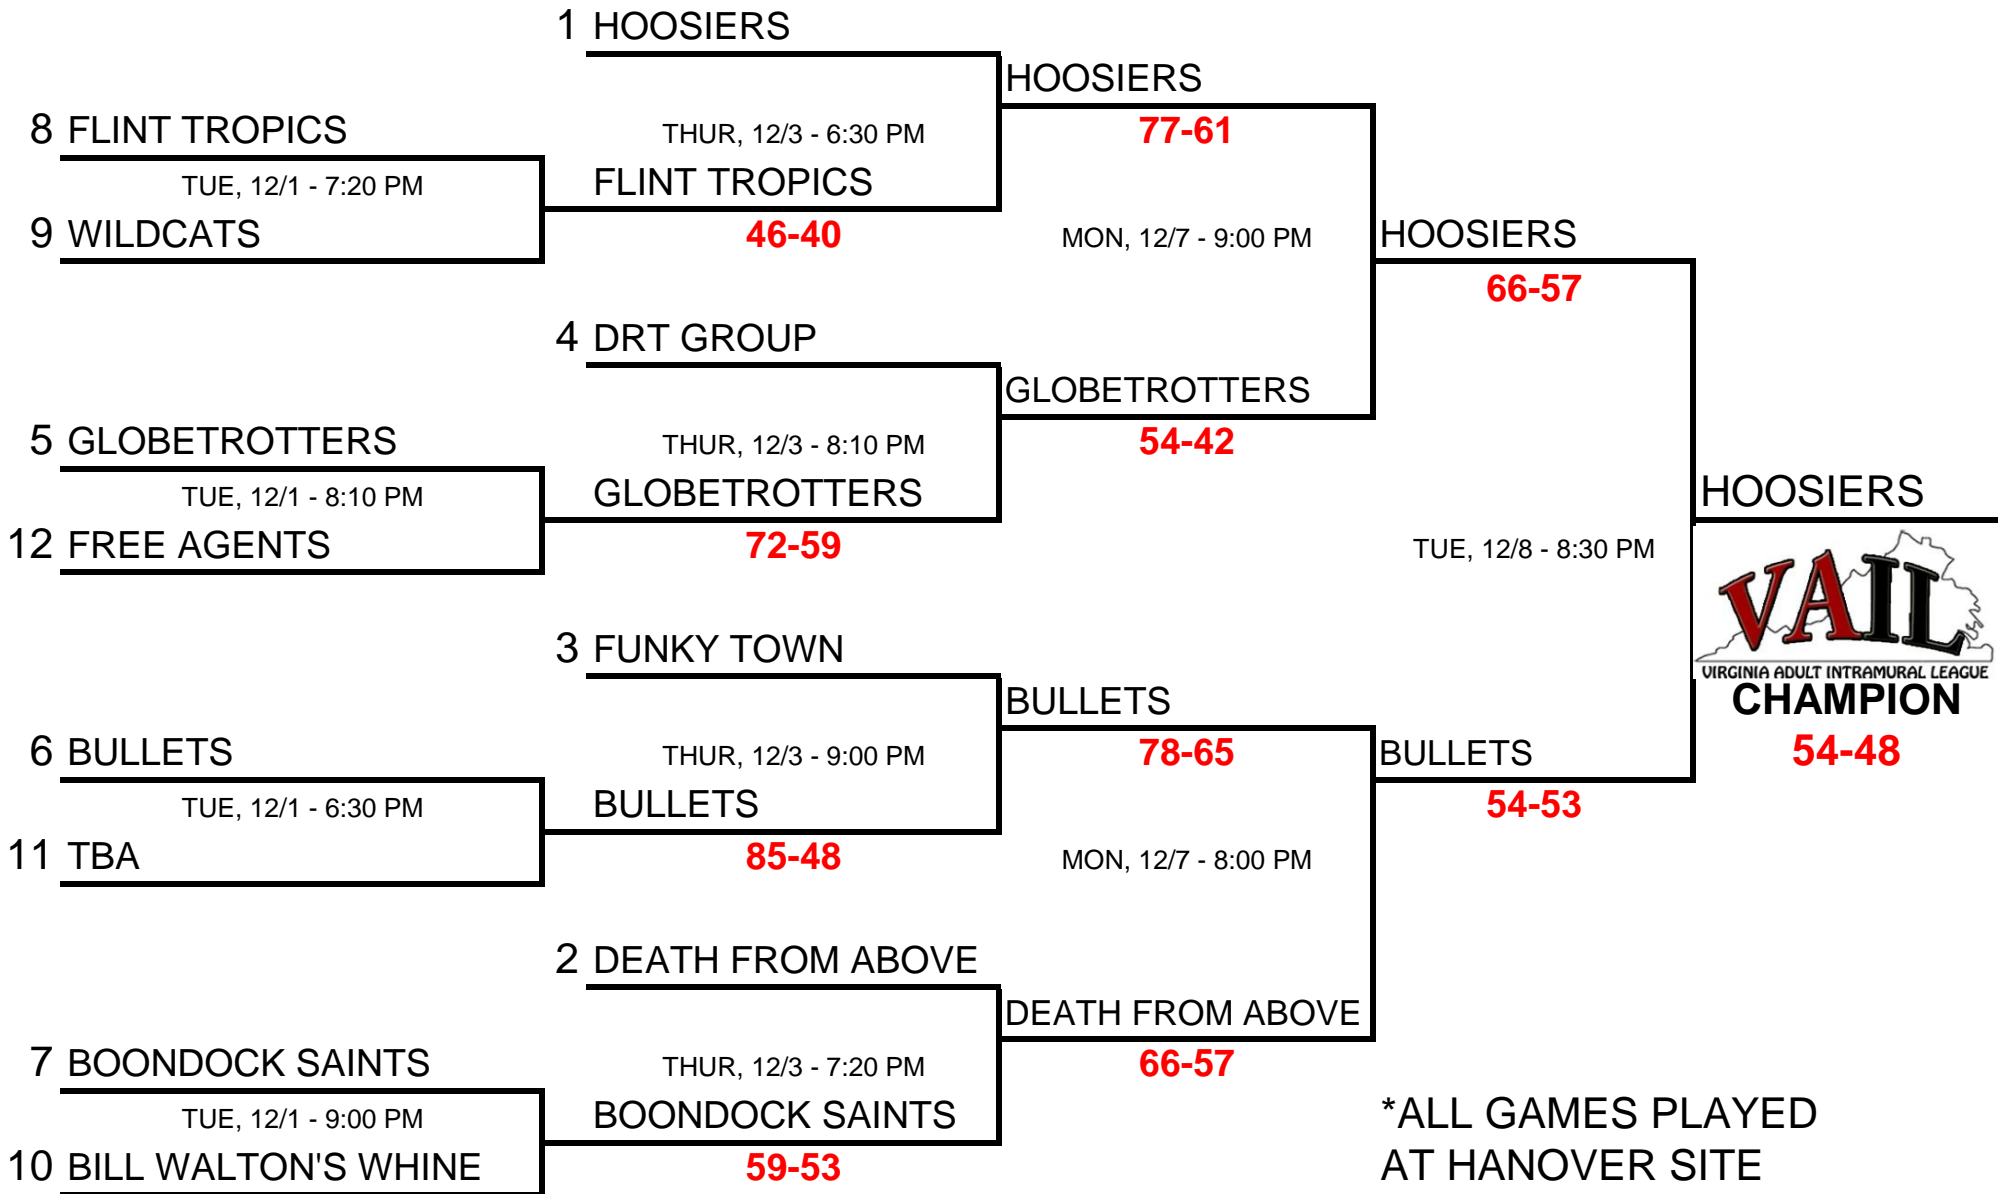 1 HOOSIERS
HOOSIERS
8 FLINT TROPICS
THUR, 12/3 - 6:30 PM
77-61
TUE, 12/1 - 7:20 PM
FLINT TROPICS
9 WILDCATS
46-40
MON, 12/7 - 9:00 PM
HOOSIERS
66-57
4 DRT GROUP
GLOBETROTTERS
5 GLOBETROTTERS
THUR, 12/3 - 8:10 PM
54-42
TUE, 12/1 - 8:10 PM
GLOBETROTTERS
HOOSIERS
12 FREE AGENTS
72-59
TUE, 12/8 - 8:30 PM
VAIL
VIRGINIA ADULT INTRAMURAL LEAGUE
CHAMPION
54-48
3 FUNKY TOWN
BULLETS
6 BULLETS
THUR, 12/3 - 9:00 PM
78-65
BULLETS
TUE, 12/1 - 6:30 PM
BULLETS
54-53
11 TBA
85-48
MON, 12/7 - 8:00 PM
2 DEATH FROM ABOVE
DEATH FROM ABOVE
7 BOONDOCK SAINTS
THUR, 12/3 - 7:20 PM
66-57
TUE, 12/1 - 9:00 PM
BOONDOCK SAINTS
10 BILL WALTON'S WHINE
59-53
*ALL GAMES PLAYED
AT HANOVER SITE